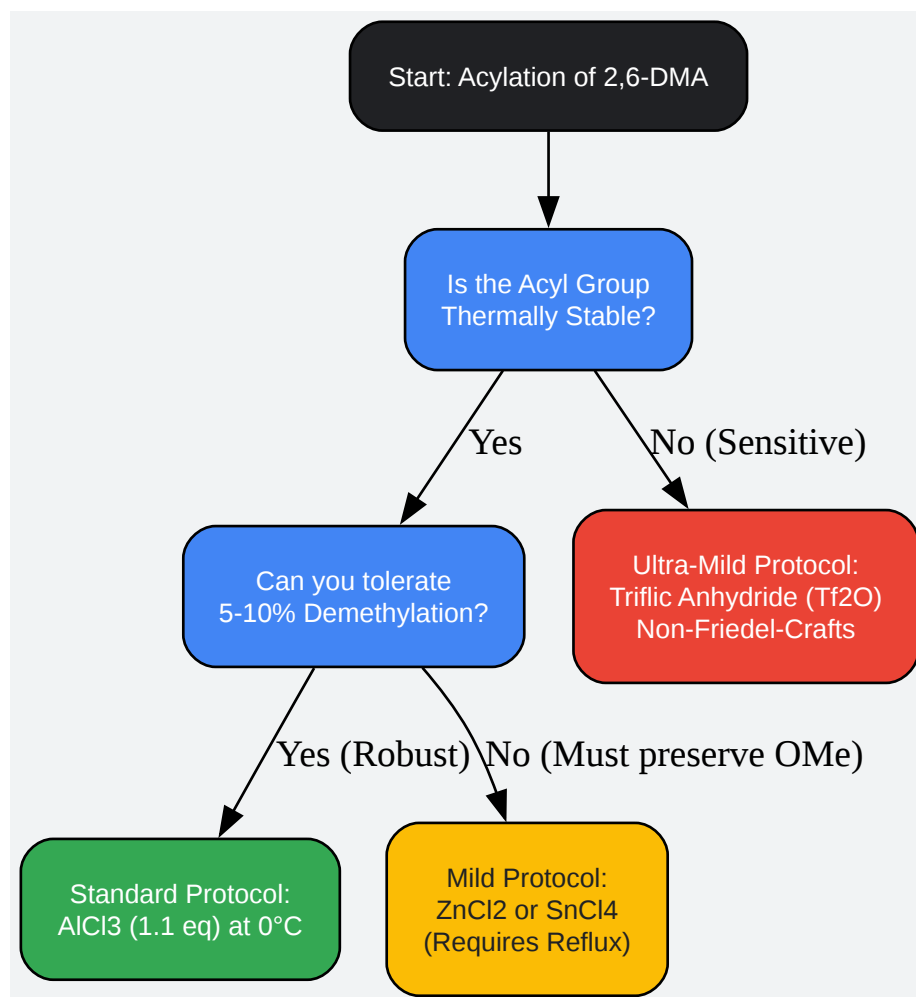 Start: Acylation of 2,6-DMA
Is the Acyl Group
Thermally Stable?
Yes
No (Sensitive)
Can you tolerate
5-10% Demethylation?
Ultra-Mild Protocol:
Triflic Anhydride (Tf2O)
Non-Friedel-Crafts
Yes (Robust)
No (Must preserve OMe)
Standard Protocol:
AlCl3 (1.1 eq) at 0°C
Mild Protocol:
ZnCl2 or SnCl4
(Requires Reflux)